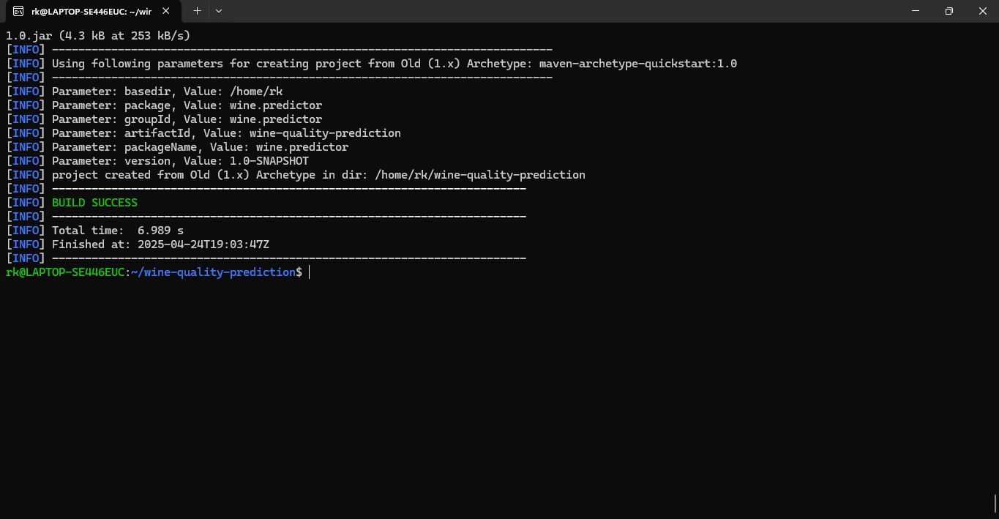 rk@LAPTOP-SE446EUC: ~/wir
1.0.jar (4.3 kB at 253 kB/s)
[INFO] ----------------------------------------------------------------------------
[INFO] Using following parameters for creating project from Old (1.x) Archetype: maven-archetype-quickstart:1.0
[INFO] ----------------------------------------------------------------------------
[INFO] Parameter: basedir, Value: /home/rk
[INFO] Parameter: package, Value: wine.predictor
[INFO] Parameter: groupId, Value: wine.predictor
[INFO] Parameter: artifactId, Value: wine-quality-prediction
[INFO] Parameter: packageName, Value: wine.predictor
[INFO] Parameter: version, Value: 1.0-SNAPSHOT
[INFO] project created from Old (1.x) Archetype in dir: /home/rk/wine-quality-prediction
[INFO] ------------------------------------------------------------------------
[INFO] BUILD SUCCESS
[INFO] ------------------------------------------------------------------------
[INFO] Total time:  6.989 s
[INFO] Finished at: 2025-04-24T19:03:47Z
[INFO] ------------------------------------------------------------------------
rk@LAPTOP-SE446EUC:~/wine-quality-prediction$